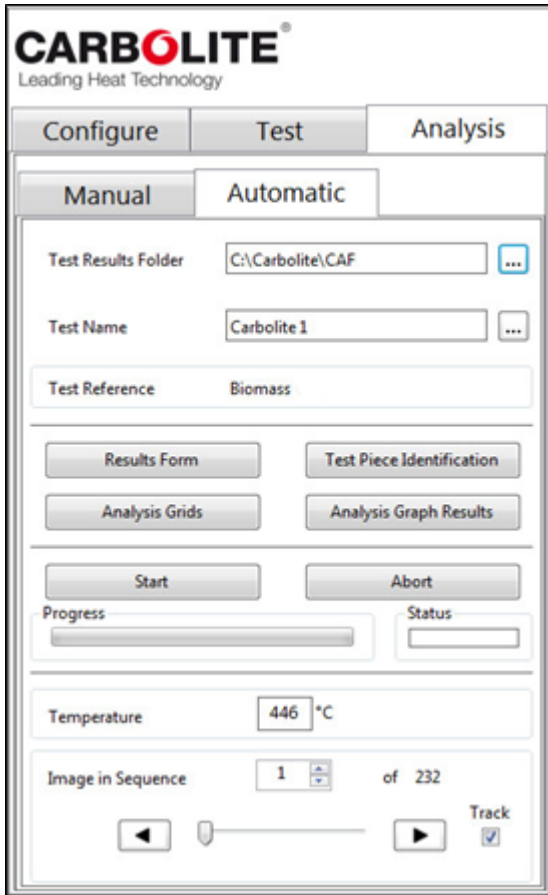 CARBOLITE®
Leading Heat Technology
Configure Test Analysis
Manual Automatic
Test Results Folder C:\Carbolite\CAF ...
Test Name Carbolite 1 ...
Test Reference Biomass
Results Form Test Piece Identification
Analysis Grids Analysis Graph Results
Start Abort
Progress Status
Temperature 446 °C
Image in Sequence 1 of 232
Track